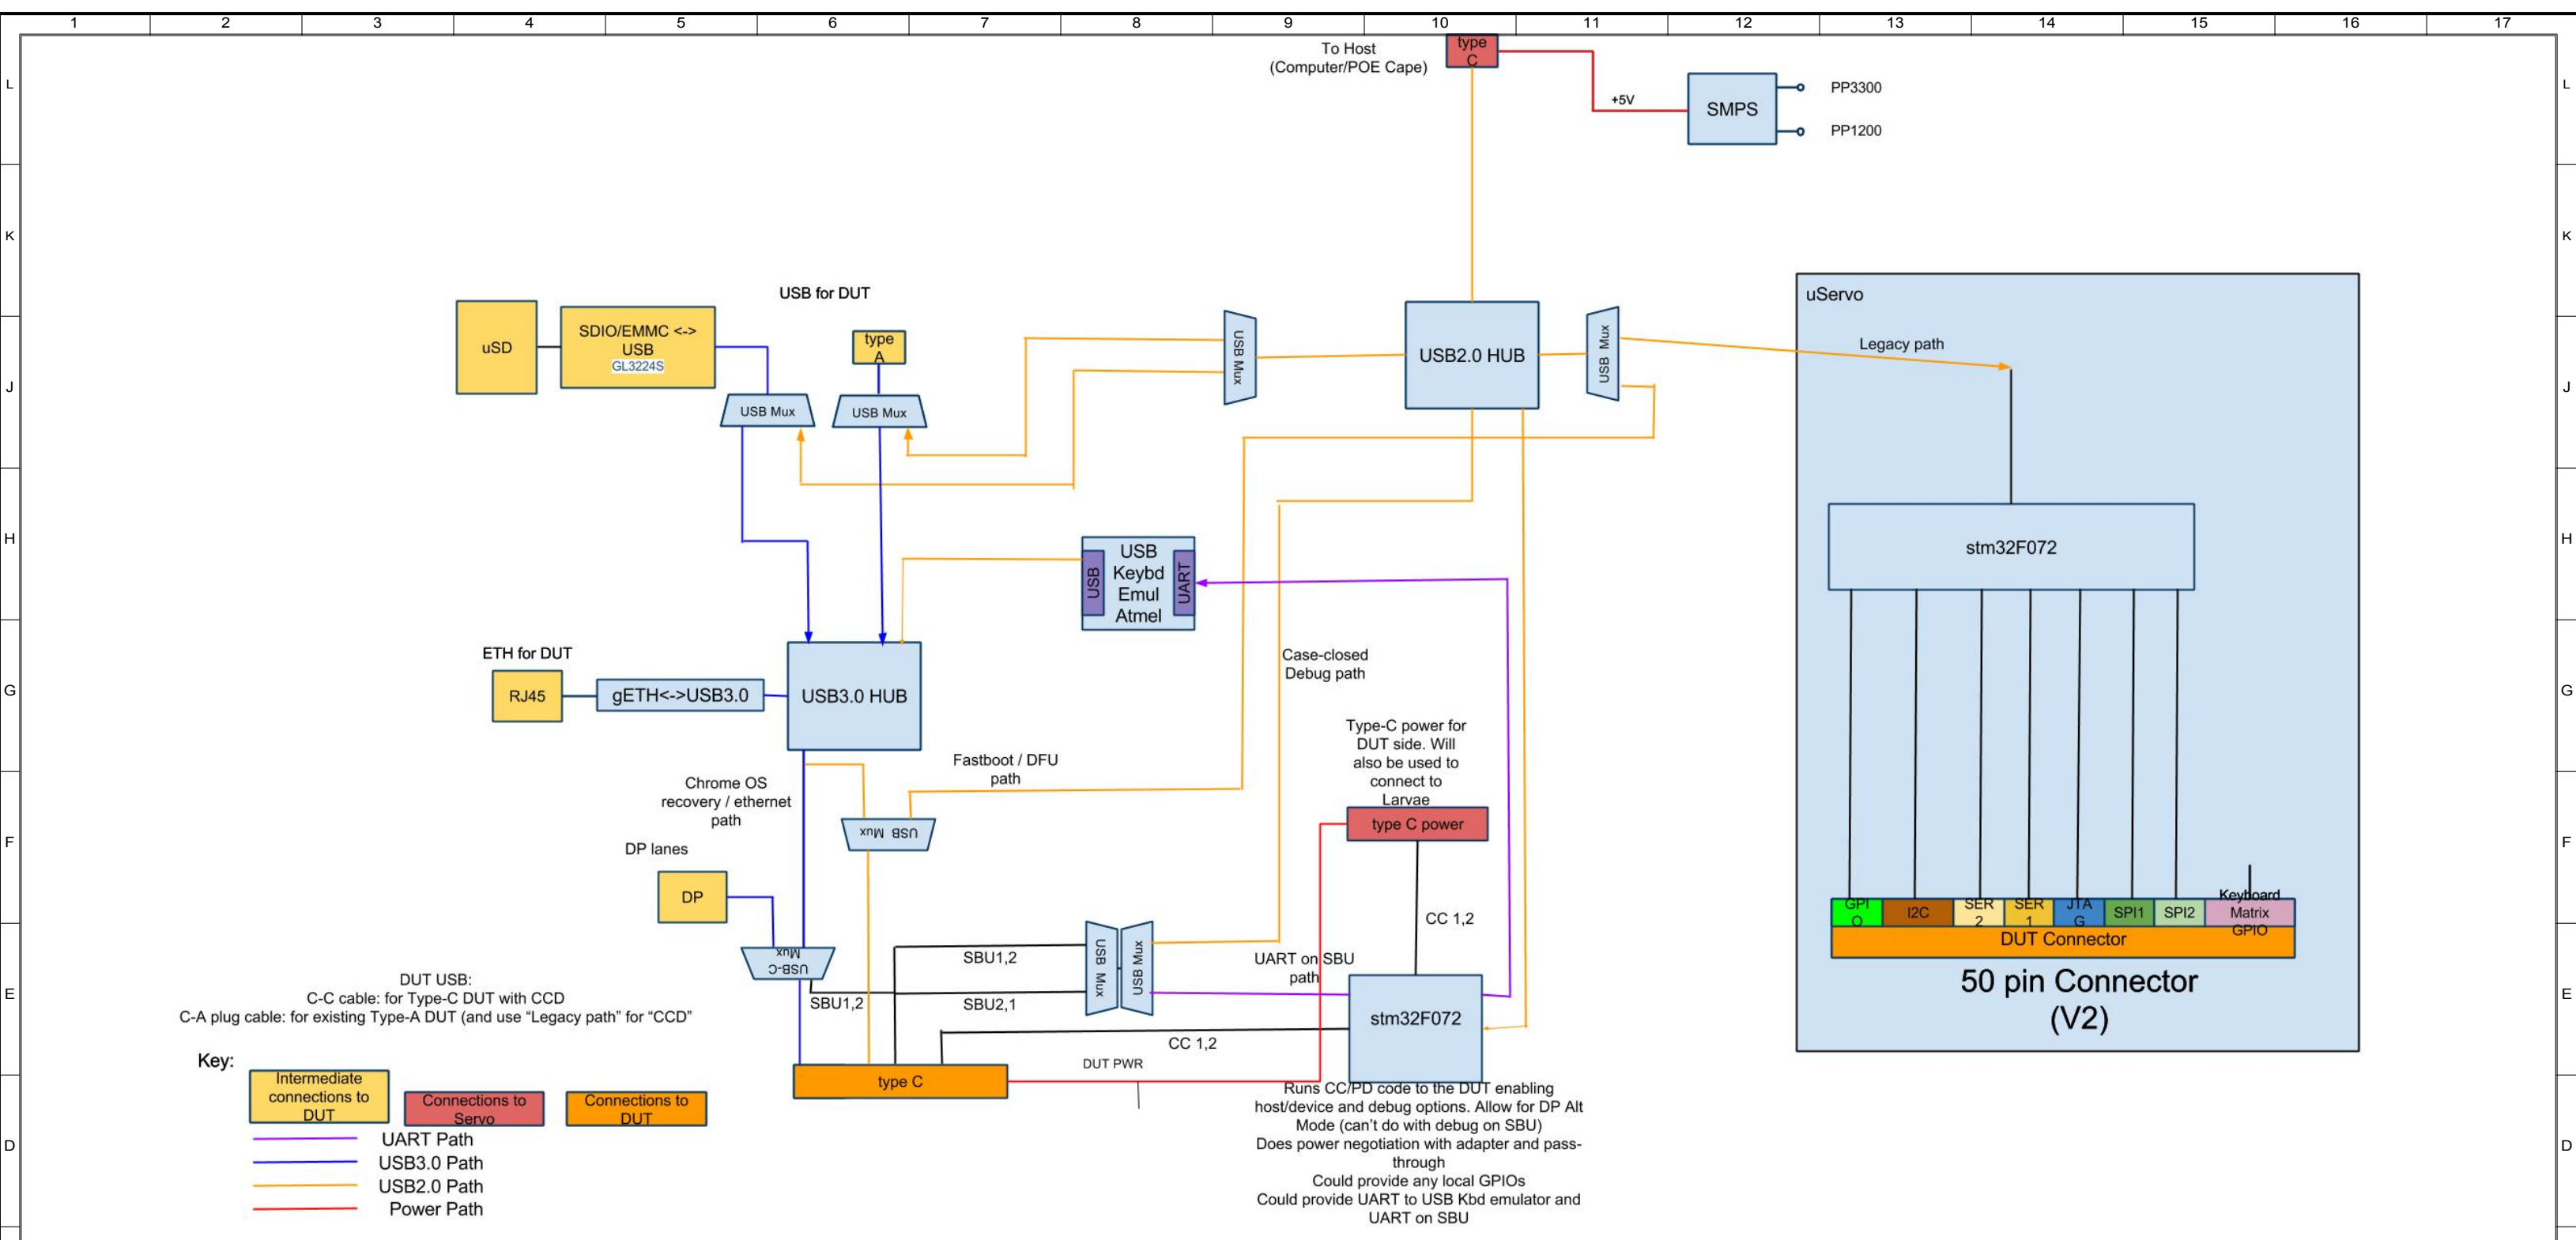 1 2 3 4 5 6 7 8 9 10 11 12 13 14 15 16 17
L
L
K
K
J
J
H
H
G
G
F
F
E
E
D
D
To Host
(Computer/POE Cape)
type
C
+5V
SMPS
PP3300
PP1200
USB for DUT
uSD
SDIO/EMMC <->
USB
GL3224S
type
A
USB Mux
USB Mux
USB Mux
USB2.0 HUB
USB Mux
Legacy path
uServo
stm32F072
USB
USB
Keybd
Emul
Atmel
UART
ETH for DUT
RJ45
gETH<->USB3.0
USB3.0 HUB
Case-closed
Debug path
Type-C power for
DUT side. Will
also be used to
connect to
Larvae
type C power
Fastboot / DFU
path
Chrome OS
recovery / ethernet
path
USB Mux
DP lanes
DP
USB-C
Mux
CC 1,2
SBU1,2
SBU1,2
SBU2,1
USB Mux
USB Mux
UART on SBU
path
stm32F072
CC 1,2
DUT PWR
type C
GPI
O
I2C
SER
2
SER
1
JTA
G
SPI1
SPI2
Keyboard
Matrix
GPIO
DUT Connector
50 pin Connector
(V2)
DUT USB:
C-C cable: for Type-C DUT with CCD
C-A plug cable: for existing Type-A DUT (and use “Legacy path” for “CCD”
Key:
Intermediate
connections to
DUT
Connections to
Servo
Connections to
DUT
UART Path
USB3.0 Path
USB2.0 Path
Power Path
Runs CC/PD code to the DUT enabling
host/device and debug options. Allow for DP Alt
Mode (can’t do with debug on SBU)
Does power negotiation with adapter and pass-
through
Could provide any local GPIOs
Could provide UART to USB Kbd emulator and
UART on SBU